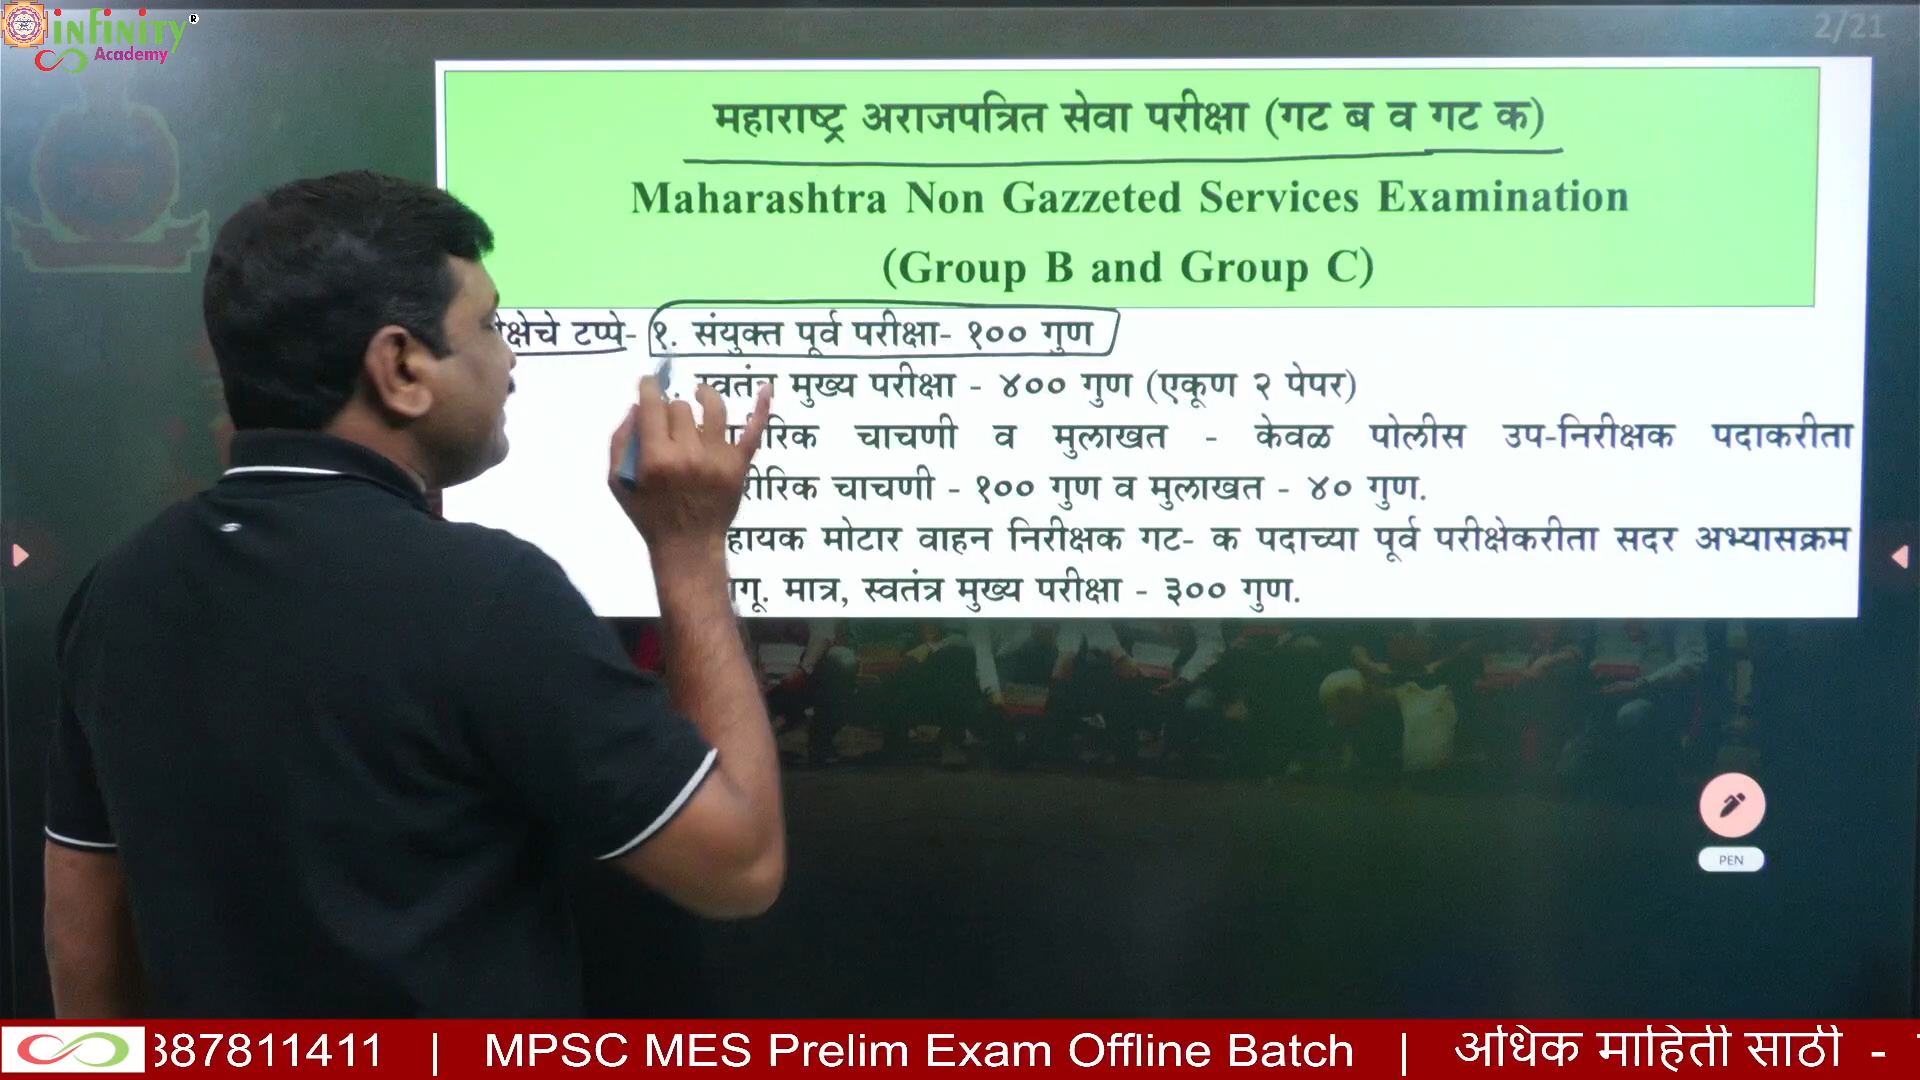 infinity®
Academy
2/21
महाराष्ट्र अराजपत्रित सेवा परीक्षा (गट ब व गट क)
Maharashtra Non Gazzeted Services Examination
(Group B and Group C)
टप्पे- १. संयुक्त पूर्व परीक्षा- १०० गुण
स्वतंत्र मुख्य परीक्षा - ४०० गुण (एकूण २ पेपर)
चाचणी व मुलाखत - केवळ पोलीस उप-निरीक्षक पदाकरीता
चाचणी - १०० गुण व मुलाखत - ४० गुण.
मोटार वाहन निरीक्षक गट- क पदाच्या पूर्व परीक्षेकरीता सदर अभ्यासक्रम
मात्र, स्वतंत्र मुख्य परीक्षा - ३०० गुण.
PEN
387811411 | MPSC MES Prelim Exam Offline Batch | अधिक माहिती साठी -